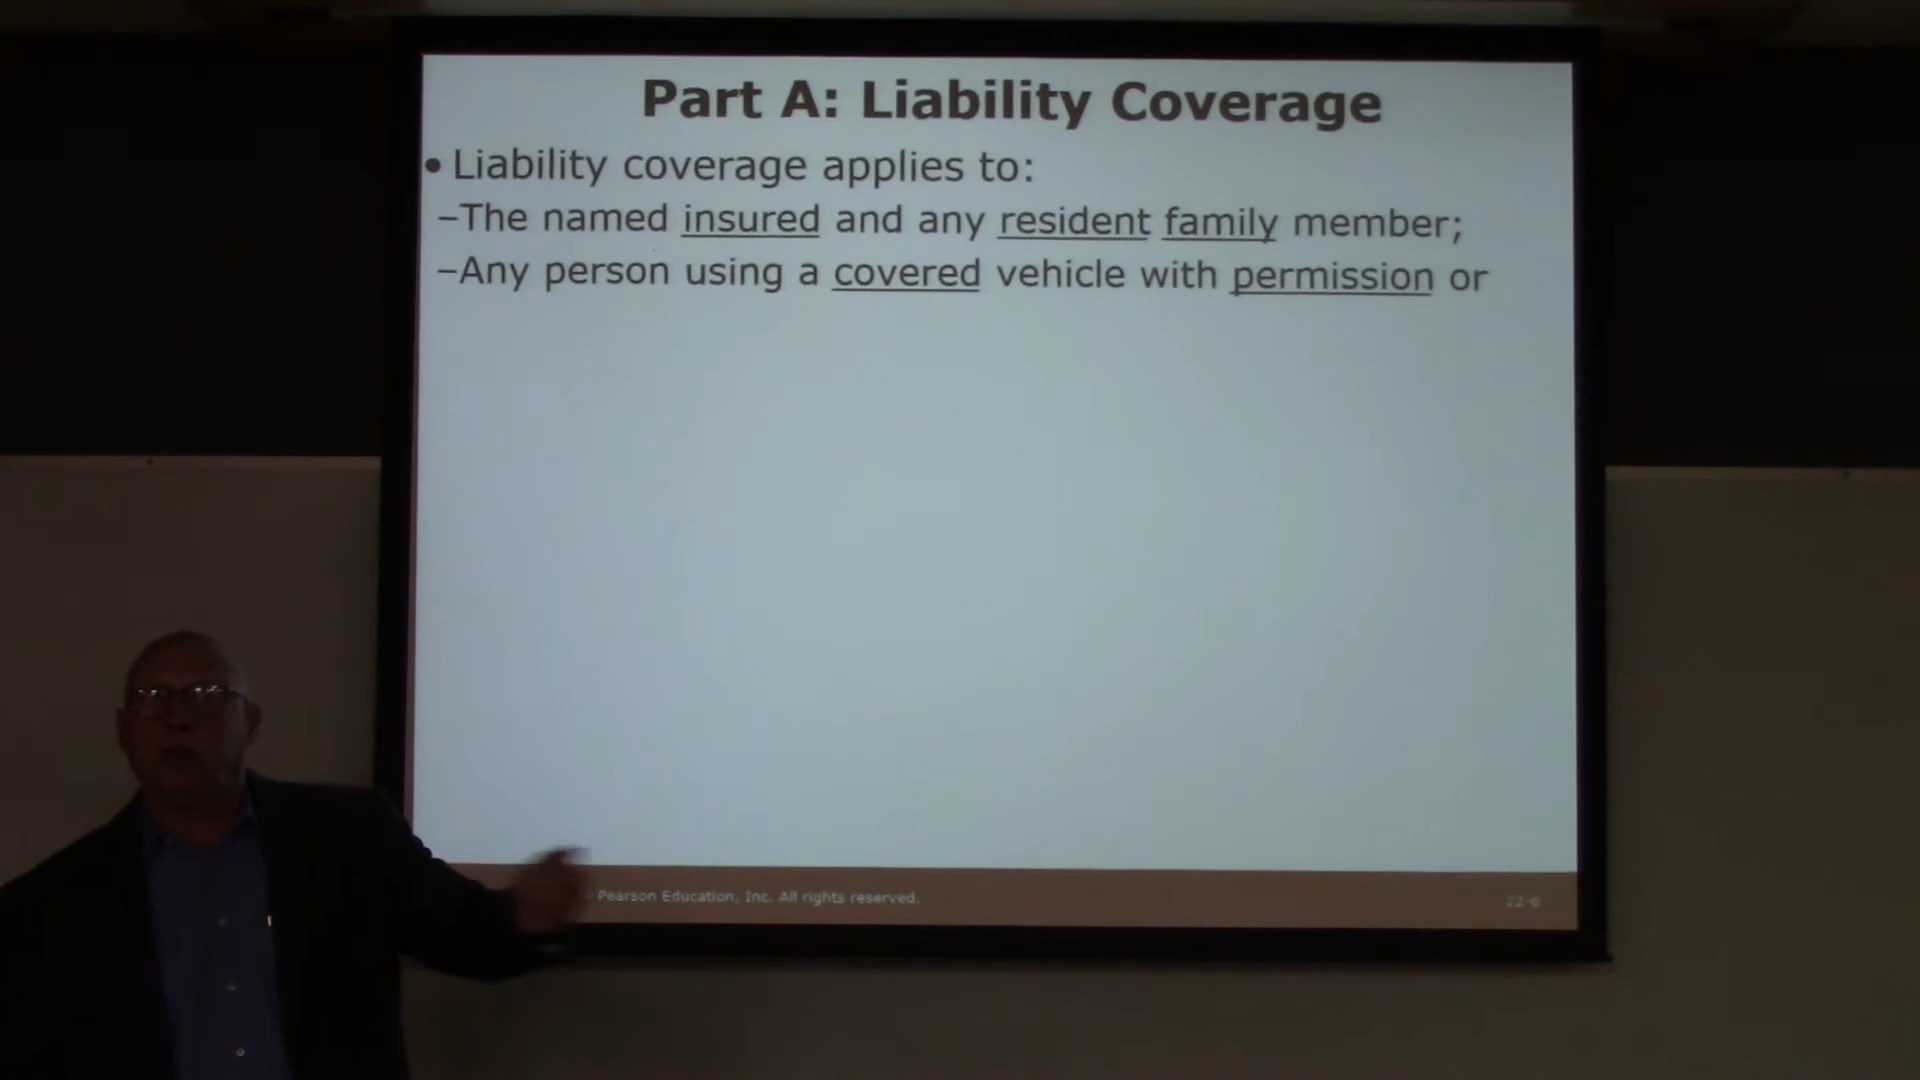 Part A: Liability Coverage
• Liability coverage applies to:
–The named insured and any resident family member;
–Any person using a covered vehicle with permission or
Pearson Education, Inc. All rights reserved.